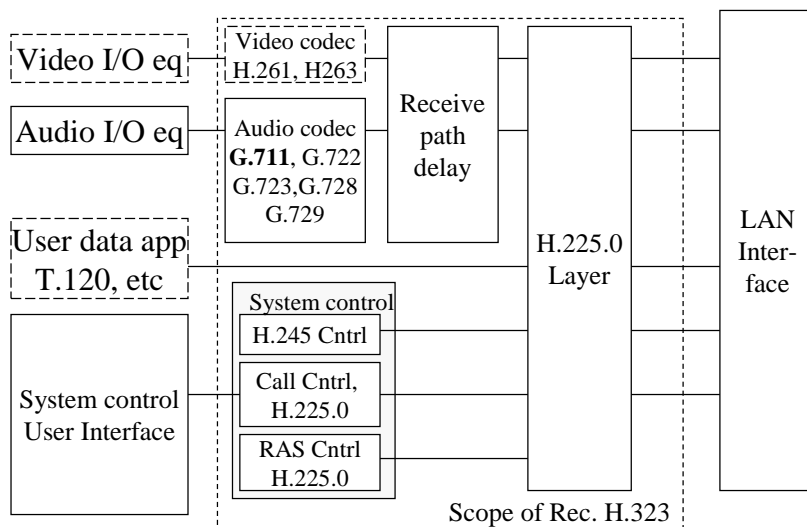 Video I/O eq
Video codec
H.261, H263
Audio I/O eq
Audio codec
G.711, G.722
G.723,G.728
G.729
Receive
path
delay
User data app
T.120, etc
H.225.0
Layer
LAN
Inter-
face
System control
H.245 Cntrl
Call Cntrl,
H.225.0
RAS Cntrl
H.225.0
System control
User Interface
Scope of Rec. H.323